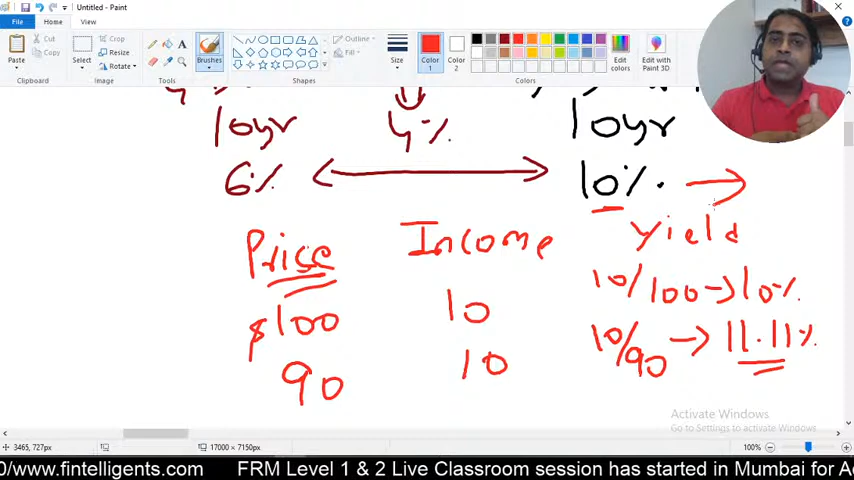 Untitled - Paint
File Home View
Paste
Cut
Copy
Clipboard
Select
Crop
Resize
Rotate
Image
A
Tools
Brushes
Outline
Fill
Shapes
Size
Color 1
Color 2
Colors
Edit colors
Edit with Paint 3D
10yr 4% 10yr
6% 10%.
Price Income Yield
$100 10 10/100 → 10%
90 10 10/90 → 11.11%
Activate Windows
Go to Settings to activate Windows.
3465, 727px 17000 × 7150px 100%
0/www.fintelligents.com FRM Level 1 & 2 Live Classroom session has started in Mumbai for A